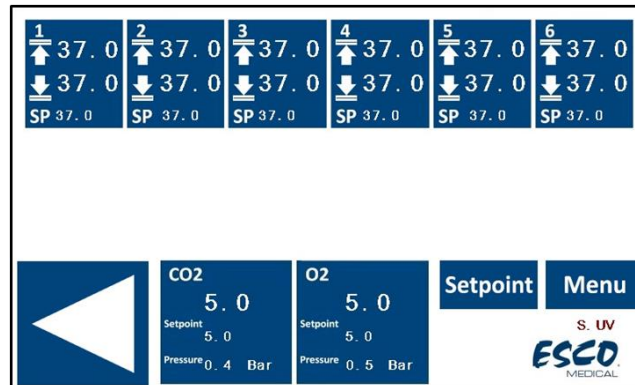 1 2 3 4 5 6
37.0 37.0 37.0 37.0 37.0 37.0
37.0 37.0 37.0 37.0 37.0 37.0
SP 37.0 SP 37.0 SP 37.0 SP 37.0 SP 37.0 SP 37.0
CO2 O2
5.0 5.0
Setpoint Setpoint
5.0 5.0
Pressure 0.4 Bar Pressure 0.5 Bar
Setpoint Menu
S. UV
ESCO
MEDICAL